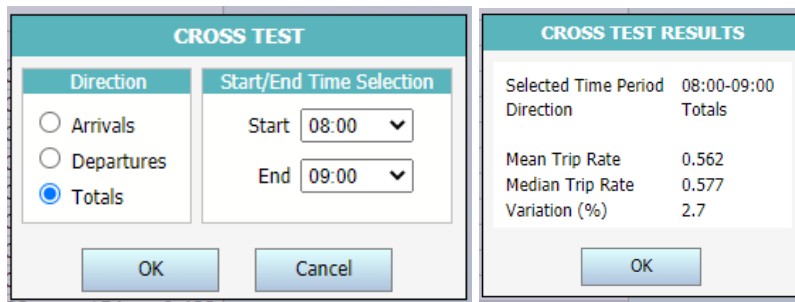 CROSS TEST
Direction
Arrivals
Departures
Totals
Start/End Time Selection
Start 08:00
End 09:00
OK Cancel
CROSS TEST RESULTS
Selected Time Period 08:00-09:00
Direction Totals
Mean Trip Rate 0.562
Median Trip Rate 0.577
Variation (%) 2.7
OK